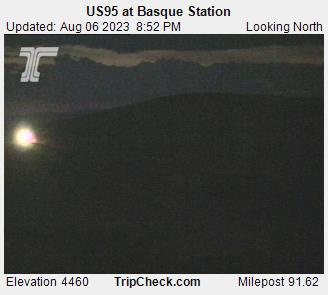 US95 at Basque Station
Updated: Aug 06 2023 8:52 PM Looking North
Elevation 4460 TripCheck.com Milepost 91.62